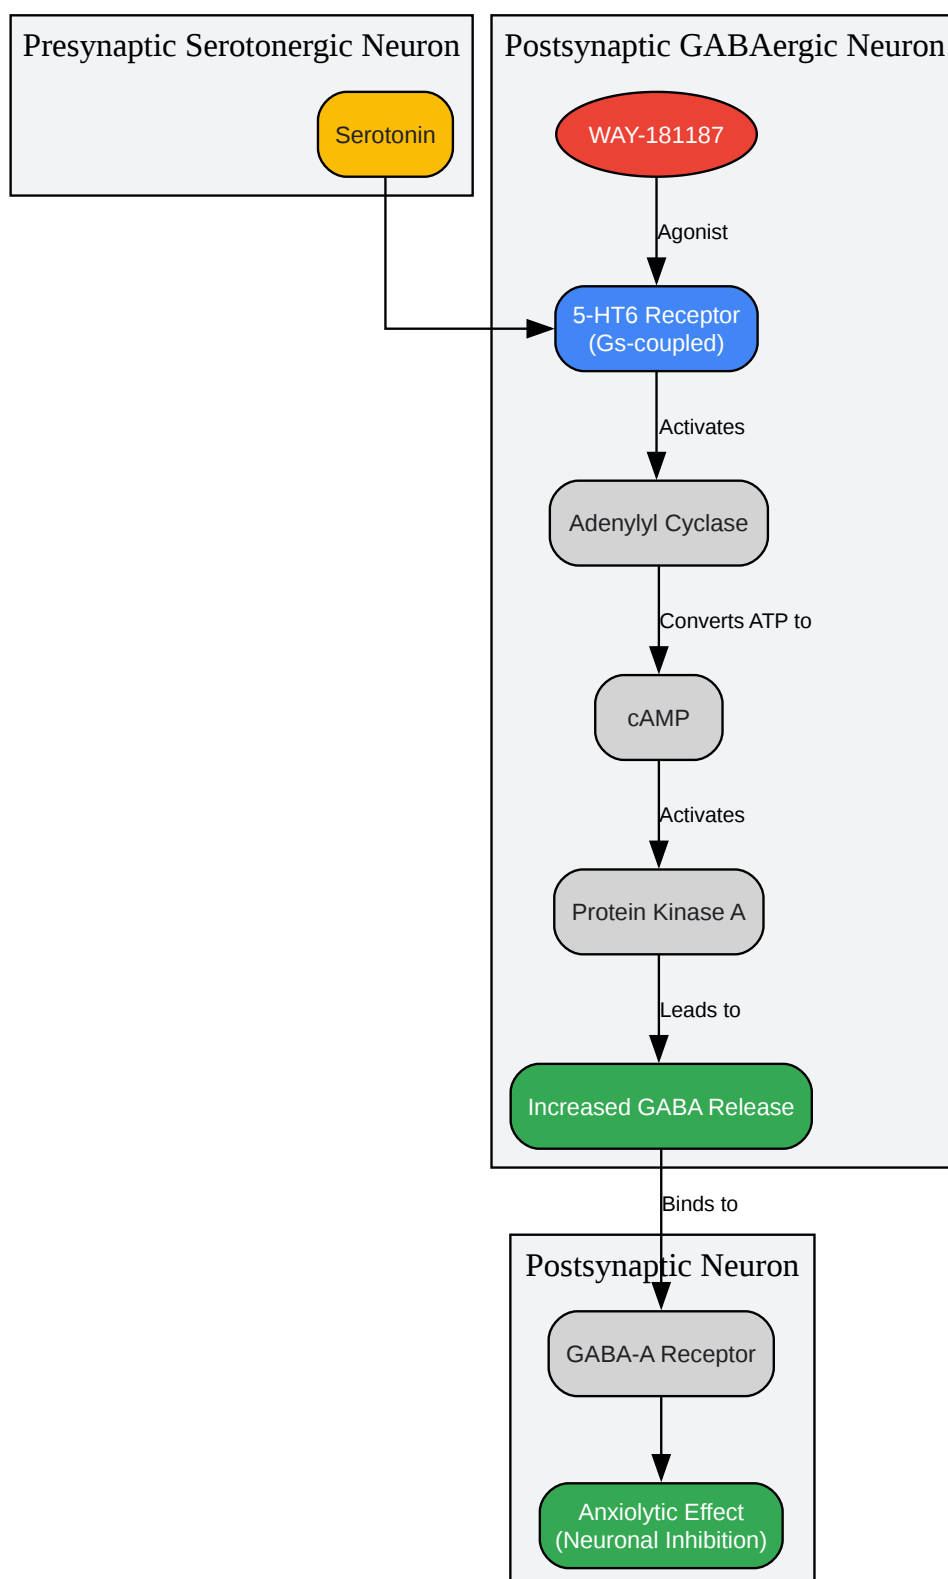 Presynaptic Serotonergic Neuron
Postsynaptic GABAergic Neuron
Serotonin
WAY-181187
Agonist
5-HT6 Receptor
(Gs-coupled)
Activates
Adenylyl Cyclase
Converts ATP to
cAMP
Activates
Protein Kinase A
Leads to
Increased GABA Release
Binds to
Postsynaptic Neuron
GABA-A Receptor
Anxiolytic Effect
(Neuronal Inhibition)